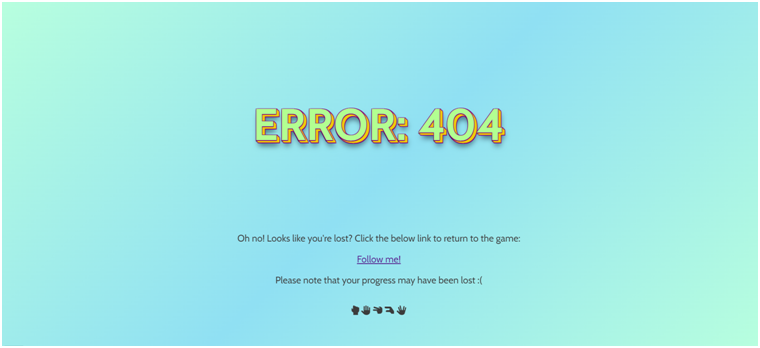 ERROR: 404
Oh no! Looks like you're lost? Click the below link to return to the game:
Follow me!
Please note that your progress may have been lost :(